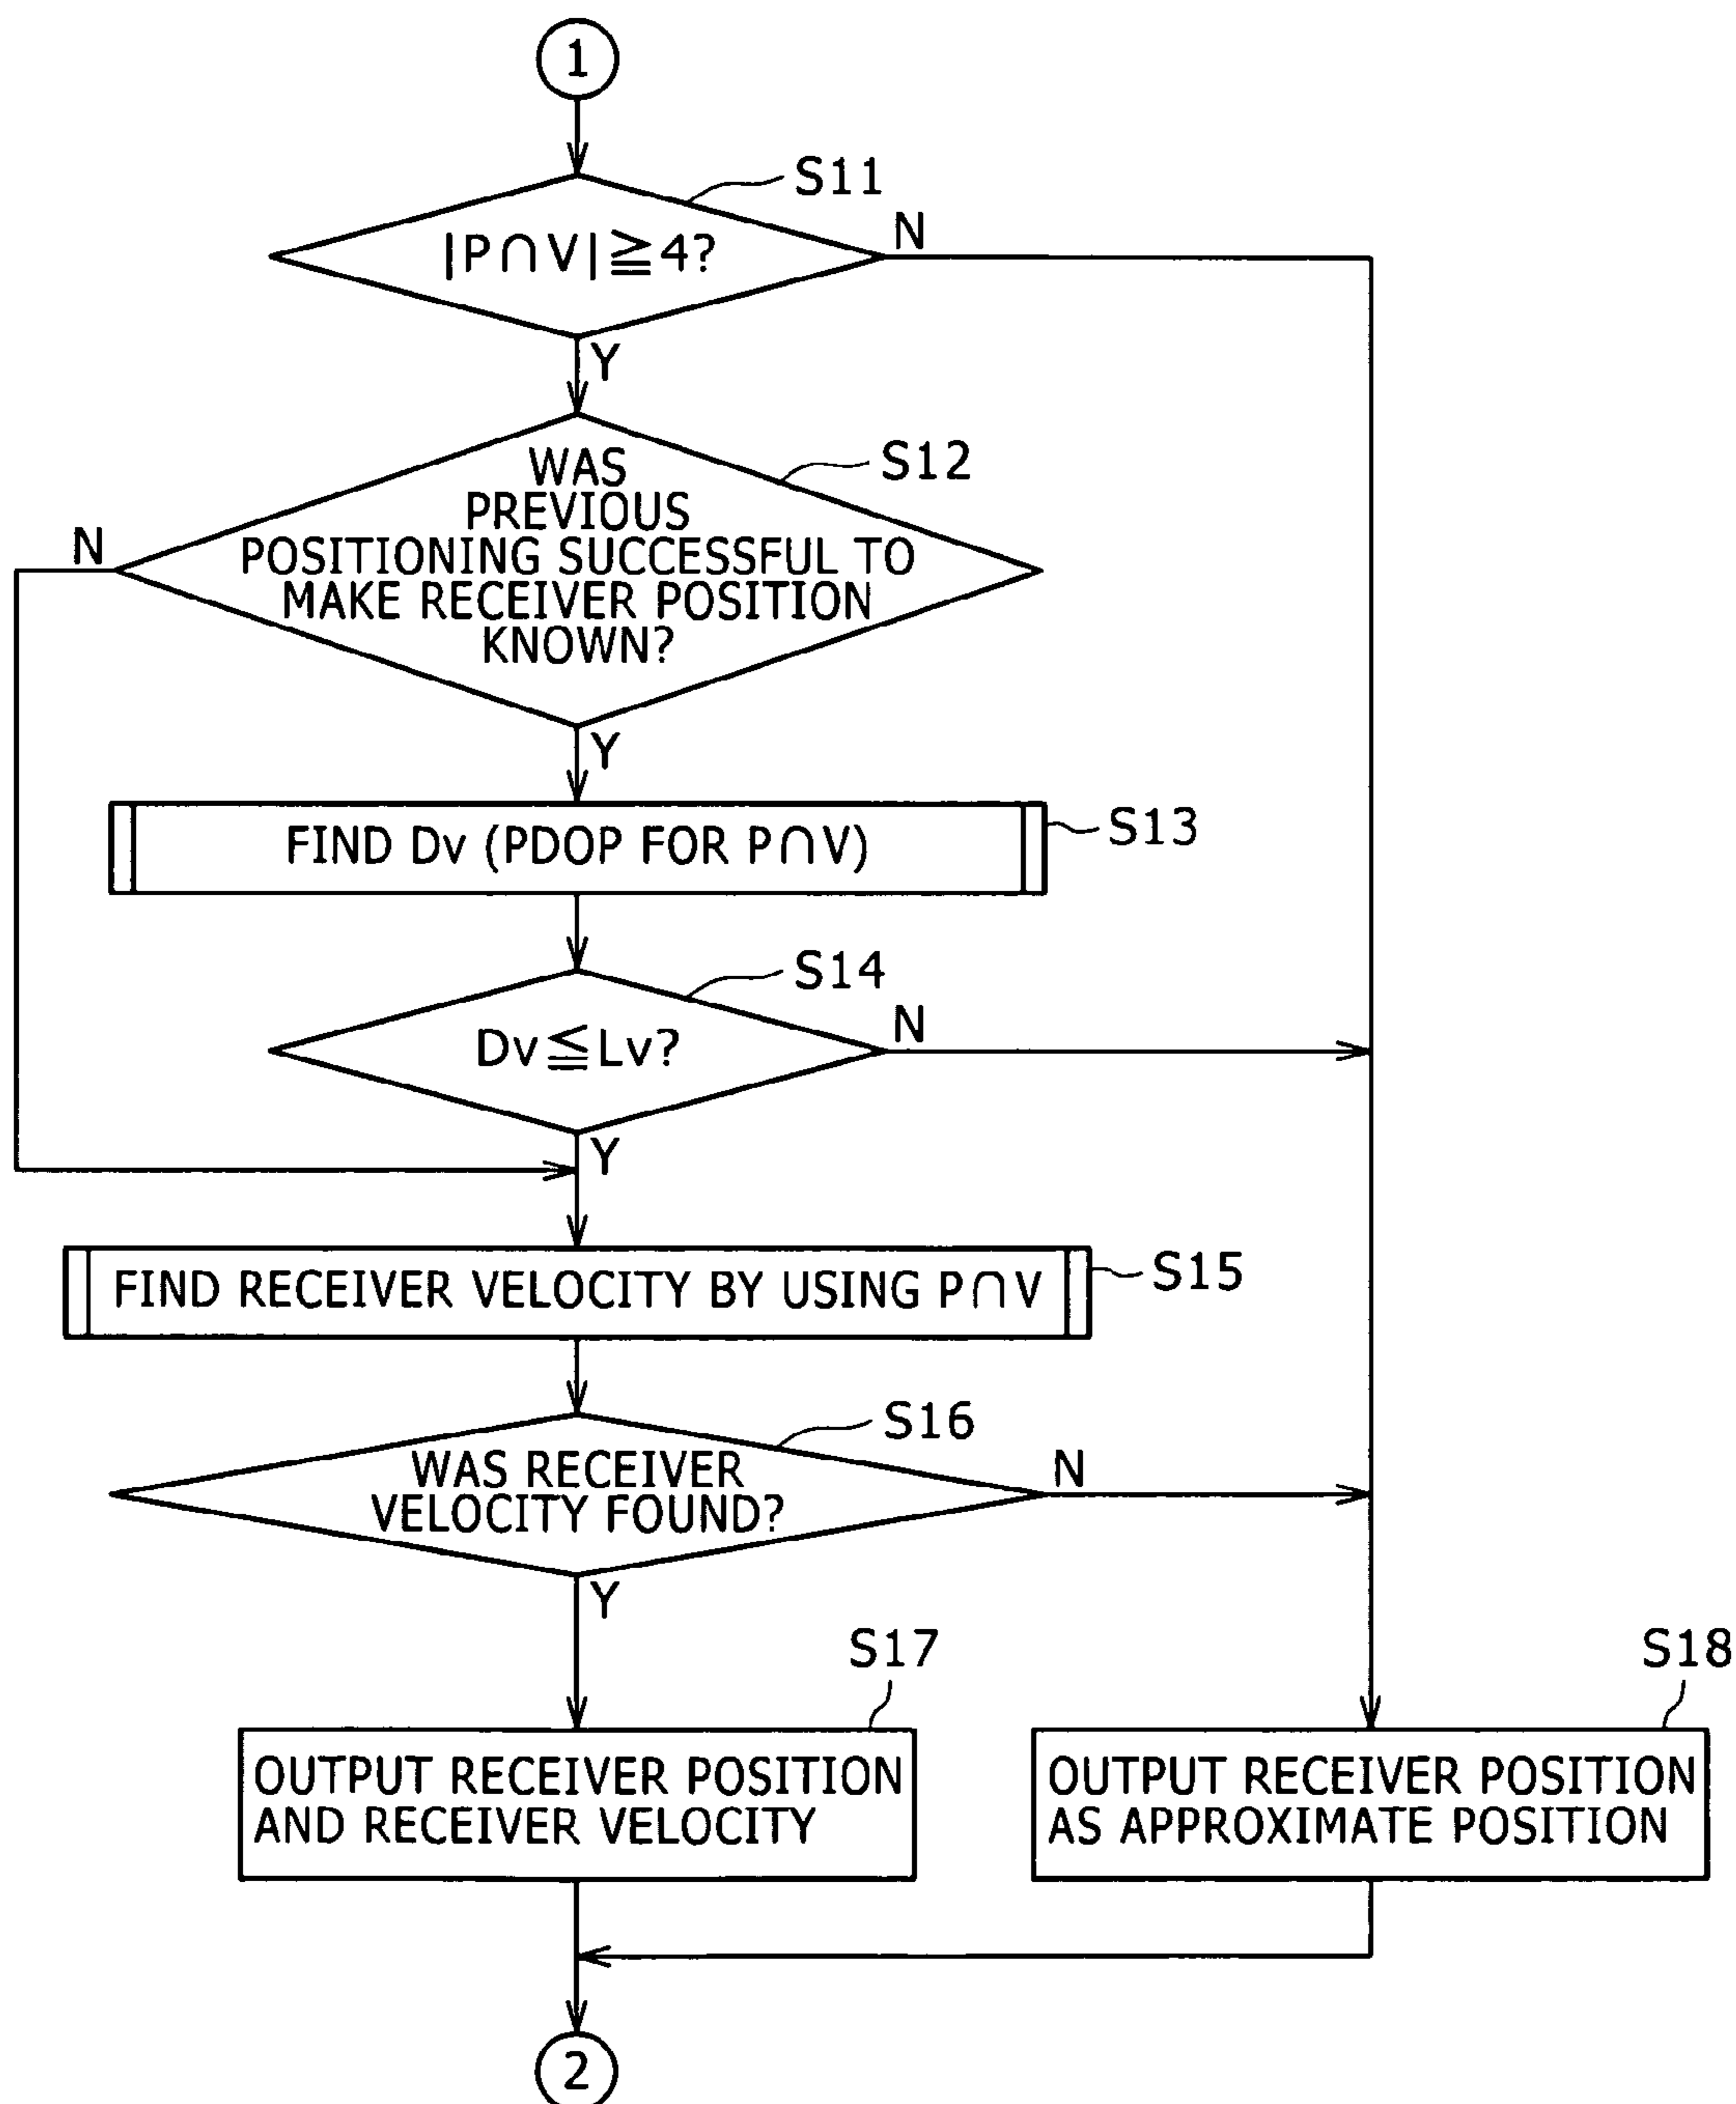 1
S11
|P∩V|≧4?
N
Y
S12
WAS
PREVIOUS
POSITIONING SUCCESSFUL TO
MAKE RECEIVER POSITION
KNOWN?
N
Y
S13
FIND Dv (PDOP FOR P∩V)
S14
Dv≦Lv?
N
Y
S15
FIND RECEIVER VELOCITY BY USING P∩V
S16
WAS RECEIVER
VELOCITY FOUND?
N
Y
S17
OUTPUT RECEIVER POSITION
AND RECEIVER VELOCITY
S18
OUTPUT RECEIVER POSITION
AS APPROXIMATE POSITION
2